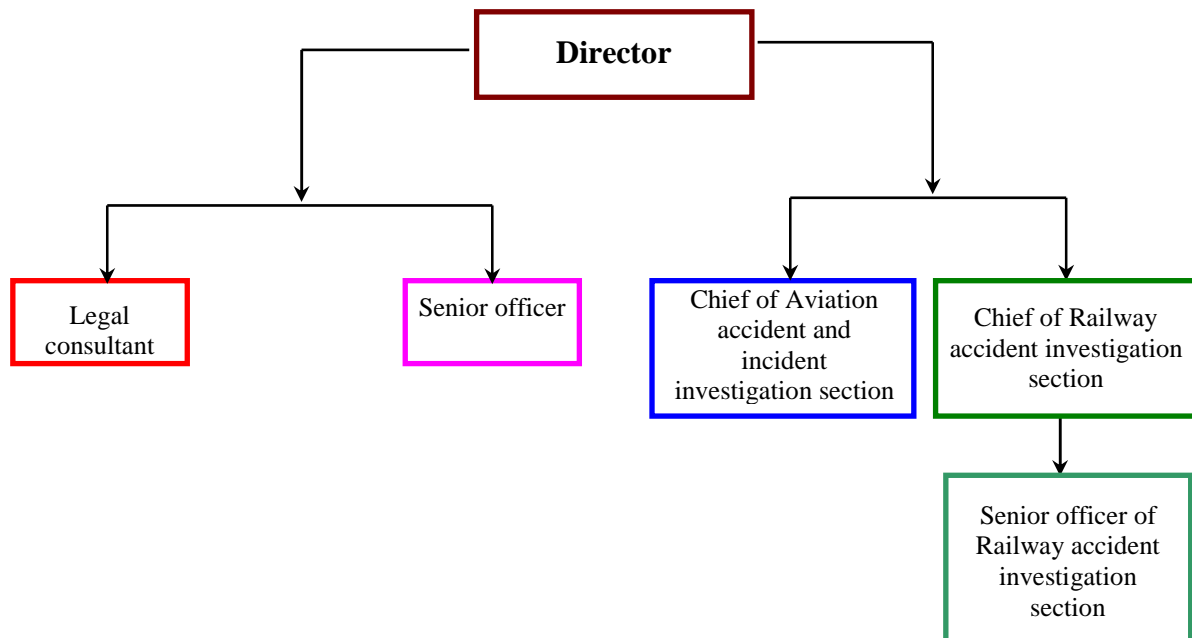 Director
Legal
consultant
Senior officer
Chief of Aviation
accident and
incident
investigation section
Chief of Railway
accident investigation
section
Senior officer of
Railway accident
investigation
section